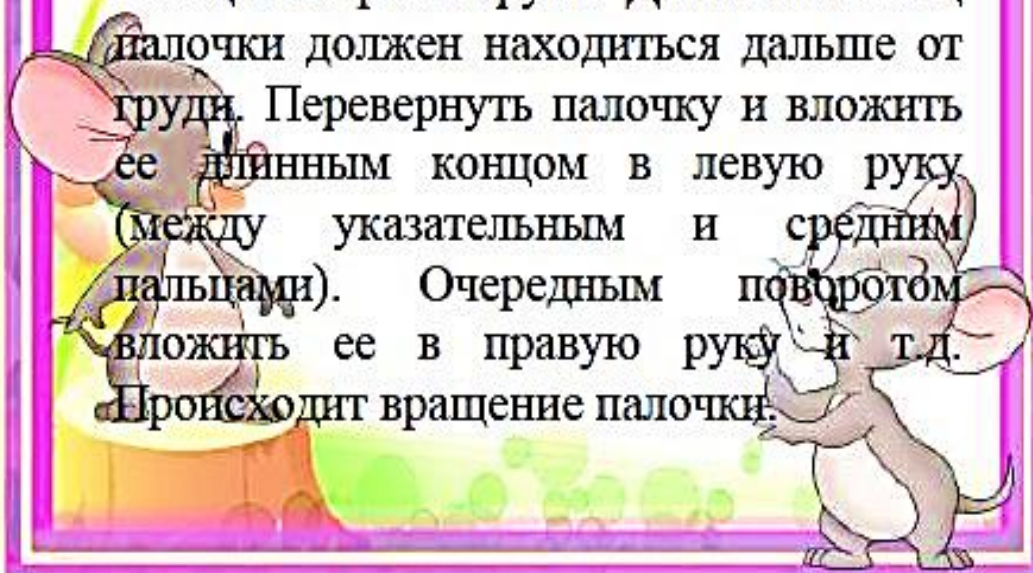 палочки должен находиться дальше от
груди. Перевернуть палочку и вложить
ее длинным концом в левую руку
(между указательным и средним
пальцами). Очередным поворотом
вложить ее в правую руку и т.д.
Происходит вращение палочки.